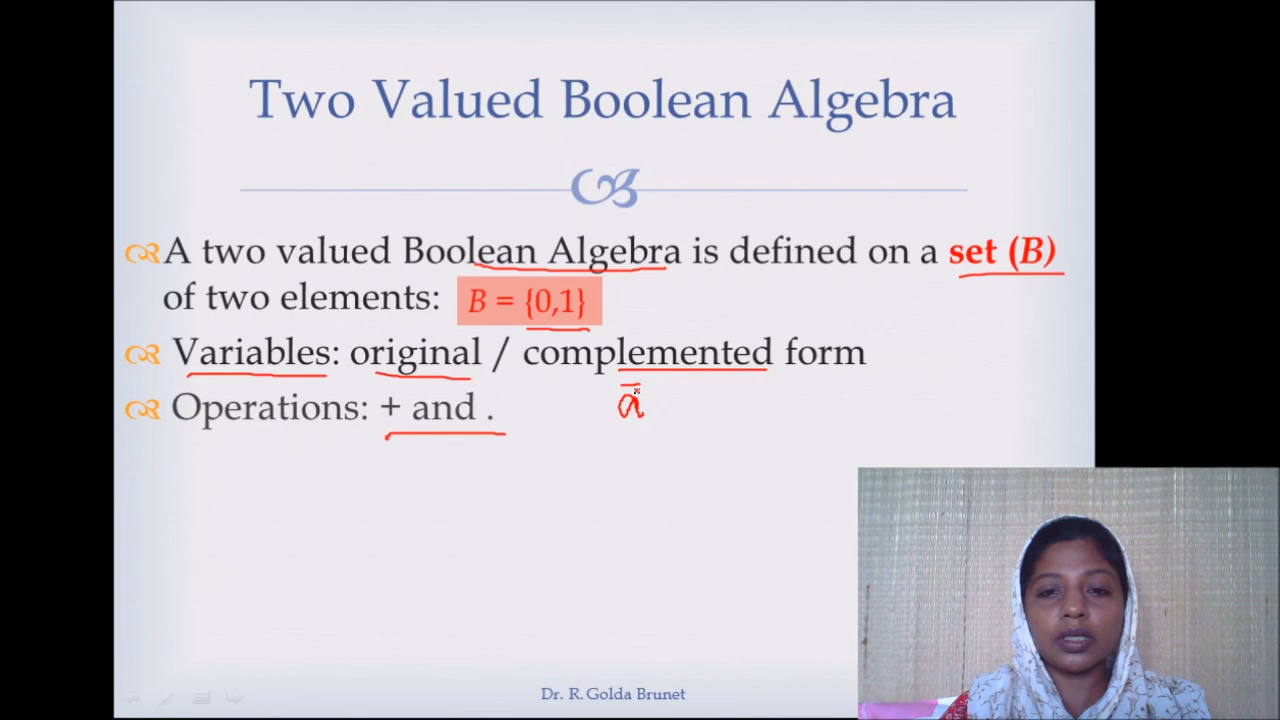 Two Valued Boolean Algebra
A two valued Boolean Algebra is defined on a set (B)
of two elements: B = {0,1}
Variables: original / complemented form
Operations: + and .
a̅
Dr. R. Golda Brunet